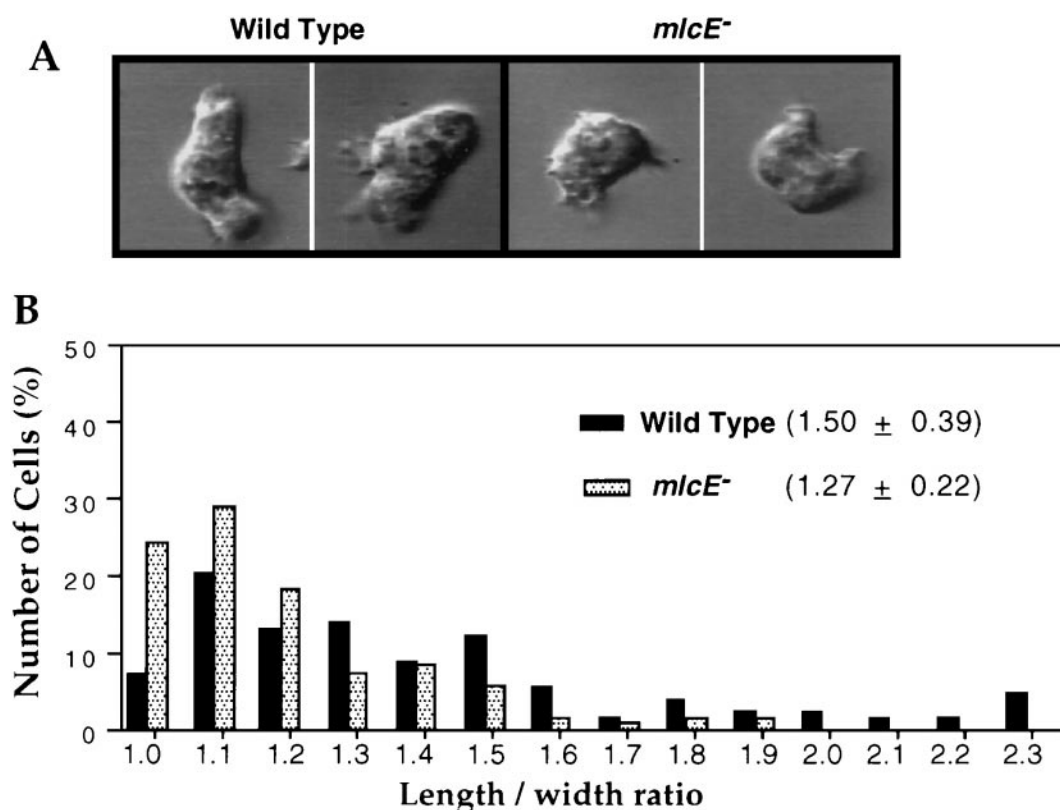 Wild Type mlcE-
A
B
Number of Cells (%)
50
40
30
20
10
0
Wild Type (1.50 ± 0.39)
mlcE- (1.27 ± 0.22)
1.0 1.1 1.2 1.3 1.4 1.5 1.6 1.7 1.8 1.9 2.0 2.1 2.2 2.3
Length / width ratio